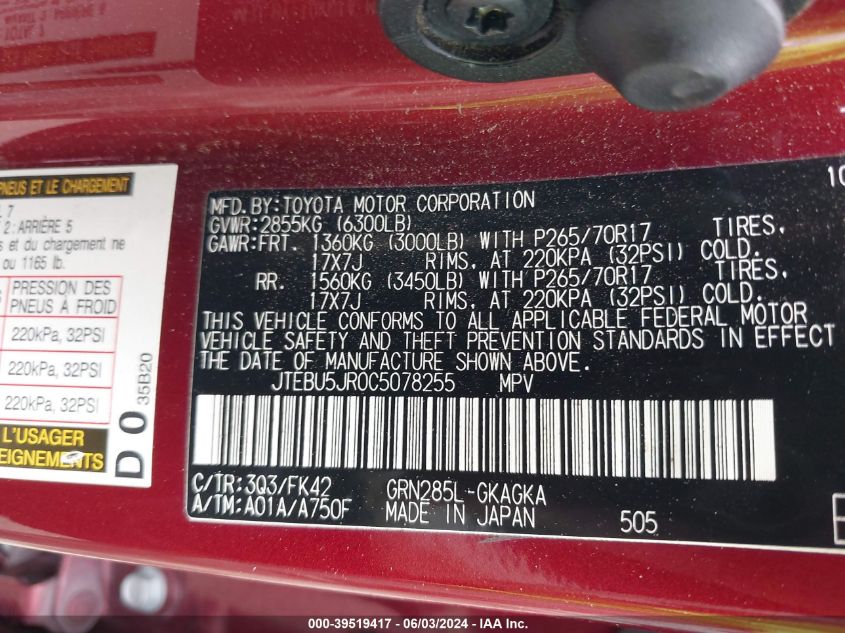 PNEUS ET LE CHARGEMENT
7
2: ARRIÈRE 5
s et du chargement ne
ou 1165 lb.
PRESSION DES
PNEUS À FROID
220kPa, 32PSI
220kPa, 32PSI
220kPa, 32PSI
L'USAGER
EIGNEMENTS
D 0
35B20
10
MFD.BY:TOYOTA MOTOR CORPORATION
GVWR:2855KG (6300LB)
GAWR:FRT. 1360KG (3000LB) WITH P265/70R17 TIRES,
17X7J RIMS, AT 220KPA (32PSI) COLD.
RR. 1560KG (3450LB) WITH P265/70R17 TIRES,
17X7J RIMS, AT 220KPA (32PSI) COLD.
THIS VEHICLE CONFORMS TO ALL APPLICABLE FEDERAL MOTOR
VEHICLE SAFETY AND THEFT PREVENTION STANDARDS IN EFFECT
THE DATE OF MANUFACTURE SHOWN ABOVE.
JTEBU5JR0C5078255 MPV
C/TR:3Q3/FK42 GRN285L-GKAGKA
A/TM:A01A/A750F MADE IN JAPAN 505
000-39519417 - 06/03/2024 - IAA Inc.